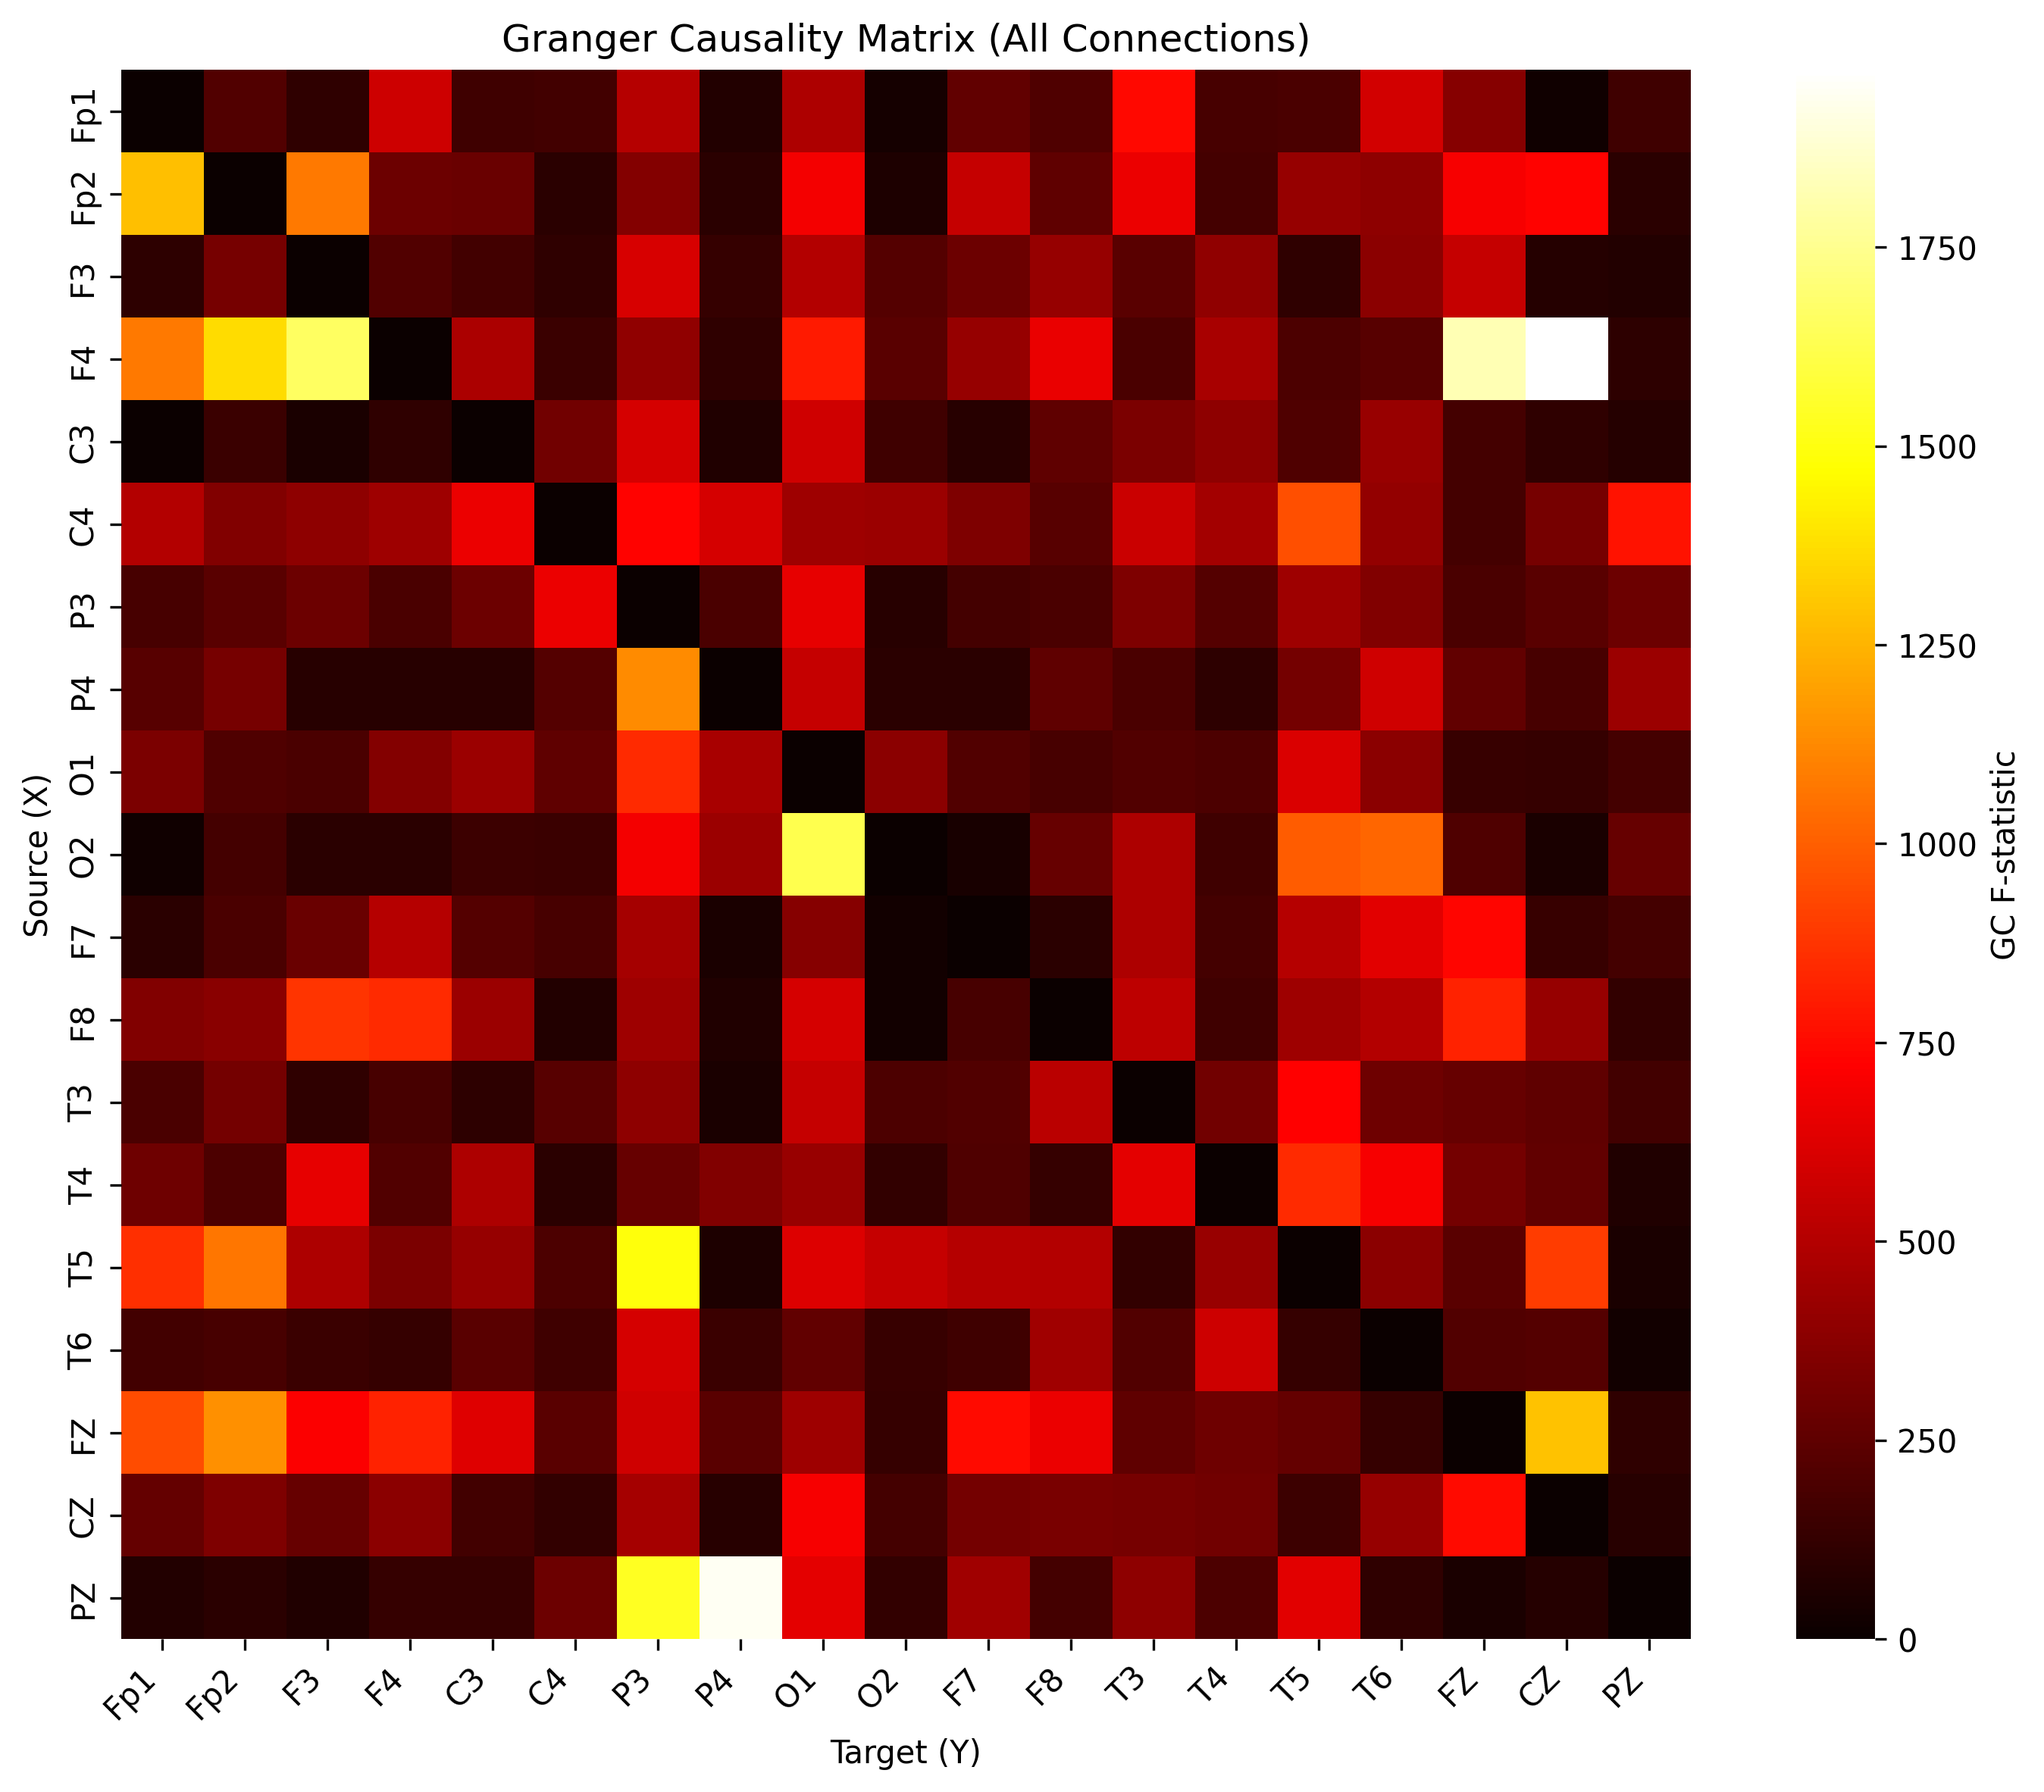 Granger Causality Matrix (All Connections)
Source (X)
Fp1
Fp2
F3
F4
C3
C4
P3
P4
O1
O2
F7
F8
T3
T4
T5
T6
FZ
CZ
PZ
Fp1 Fp2 F3 F4 C3 C4 P3 P4 O1 O2 F7 F8 T3 T4 T5 T6 FZ CZ PZ
Target (Y)
1750
1500
1250
1000
750
500
250
0
GC F-statistic